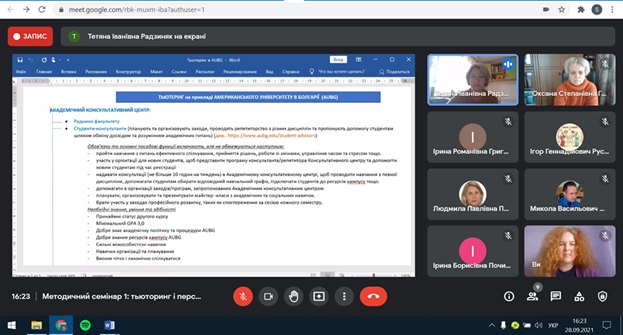 meet.google.com/rbk-muxm-iba?authuser=1
S
ЗАПИС
Т
Тетяна Іванівна Радзиняк на екрані
Тьюторінг в AUBG - Word
Вход
Файл Главная Вставка Рисование Конструктор Макет Ссылки Рассылки Рецензирование Вид Справка Что вы хотите сделать? Поделиться
ТЬЮТОРІНГ на прикладі АМЕРИКАНСЬКОГО УНІВЕРСИТЕТУ В БОЛГАРІЇ (AUBG)
АКАДЕМІЧНИЙ КОНСУЛЬТАТИВНИЙ ЦЕНТР:
Радники факультету
Студенти-консультанти (планують та організовують заходи, проводять репетиторство з різних дисциплін та пропонують допомогу студентам
шляхом обміну досвідом та розуміннями академічних питань) (див. https://www.aubg.edu/student-advisors)
Обов'язки та основні посадові функції включають, але не обмежуються наступним:
пройти навчання з питань ефективного спілкування, прийняття рішень, роботи зі змінами, управління часом та стресом тощо.
участь у орієнтації для нових студентів, щоб представити програму консультанта/репетитора Консультативного центру та допомогти
новим студентам під час реєстрації
надавати консультації (не більше 10 годин на тиждень) в Академічному консультативному центрі, щоб проводити навчання з певної
дисципліни, допомагати студентам обирати відповідний навчальний графік, підключати студентів до ресурсів кампусу тощо.
допомагати в організації заходів/програм, запропонованих Академічним консультативним центром
планувати, організовувати та презентувати майстер-класи з академічних та соціальних навичок.
брати участь у заходах професійного розвитку, таких як спостереження за сесією кожного семестру.
Необхідні знання, уміння та здібності
Принаймні статус другого курсу
Мінімальний GPA 3,0
Добре знає академічну політику та процедури AUBG
Добре знання ресурсів кампусу AUBG
Сильні міжособистісні навички
Навички організації та планування
Вміння чітко і лаконічно спілкуватися
Тетяна Іванівна Радз...
Оксана Степанівна Г...
Ірина Романівна Григ...
Ігор Геннадійович Рус...
Людмила Павлівна П...
Микола Васильович ...
Ірина Борисівна Почи...
Ви
16:23 Методичний семінар 1: тьюторинг і перс...
9
УКР
16:23
28.09.2021